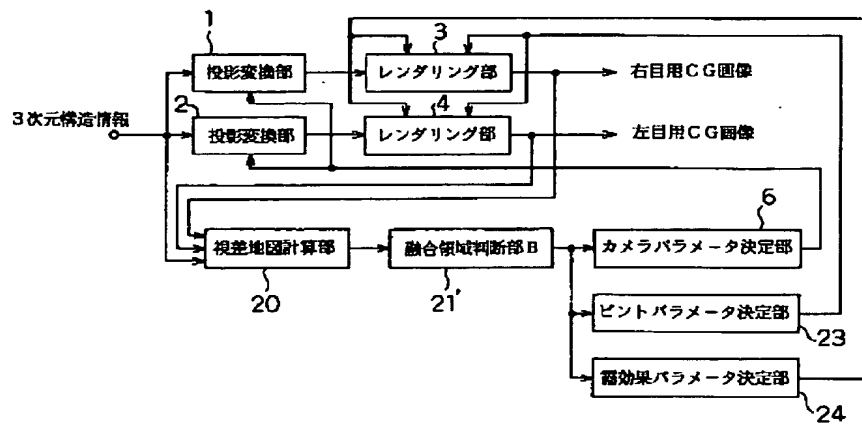 1
投影変換部
3
レンダリング部
右目用CG画像
3次元構造情報
2
投影変換部
4
レンダリング部
左目用CG画像
視差地図計算部
20
融合領域判断部B
21'
6
カメラパラメータ決定部
ピントパラメータ決定部
23
霧効果パラメータ決定部
24